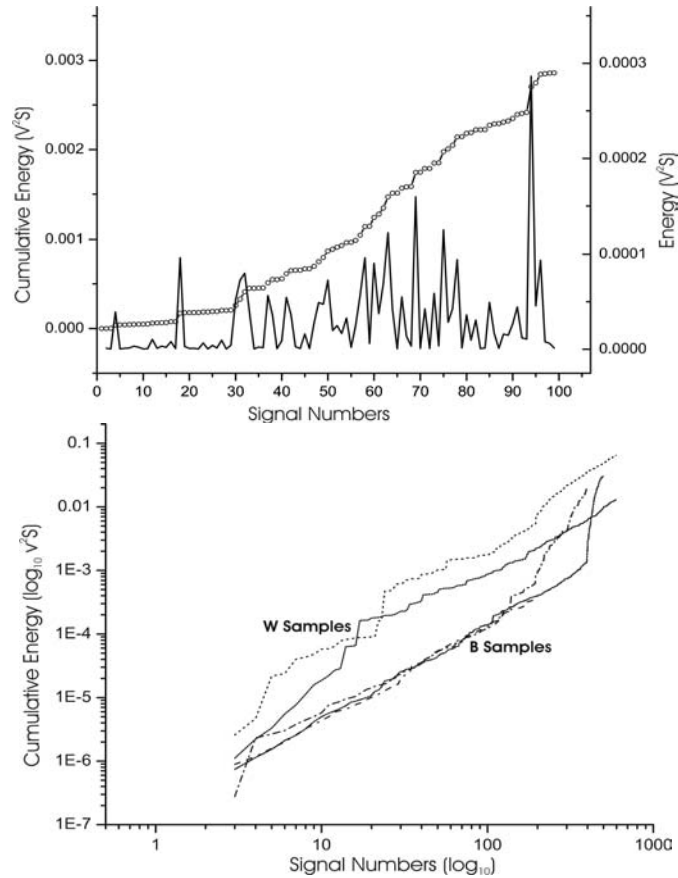 0.003
0.002
0.001
0.000
Cumulative Energy (V²S)
0.0003
0.0002
0.0001
0.0000
Energy (V²S)
0 10 20 30 40 50 60 70 80 90 100
Signal Numbers
0.1
0.01
1E-3
1E-4
1E-5
1E-6
1E-7
Cumulative Energy (log₁₀ v²S)
W Samples
B Samples
1 10 100 1000
Signal Numbers (log₁₀)